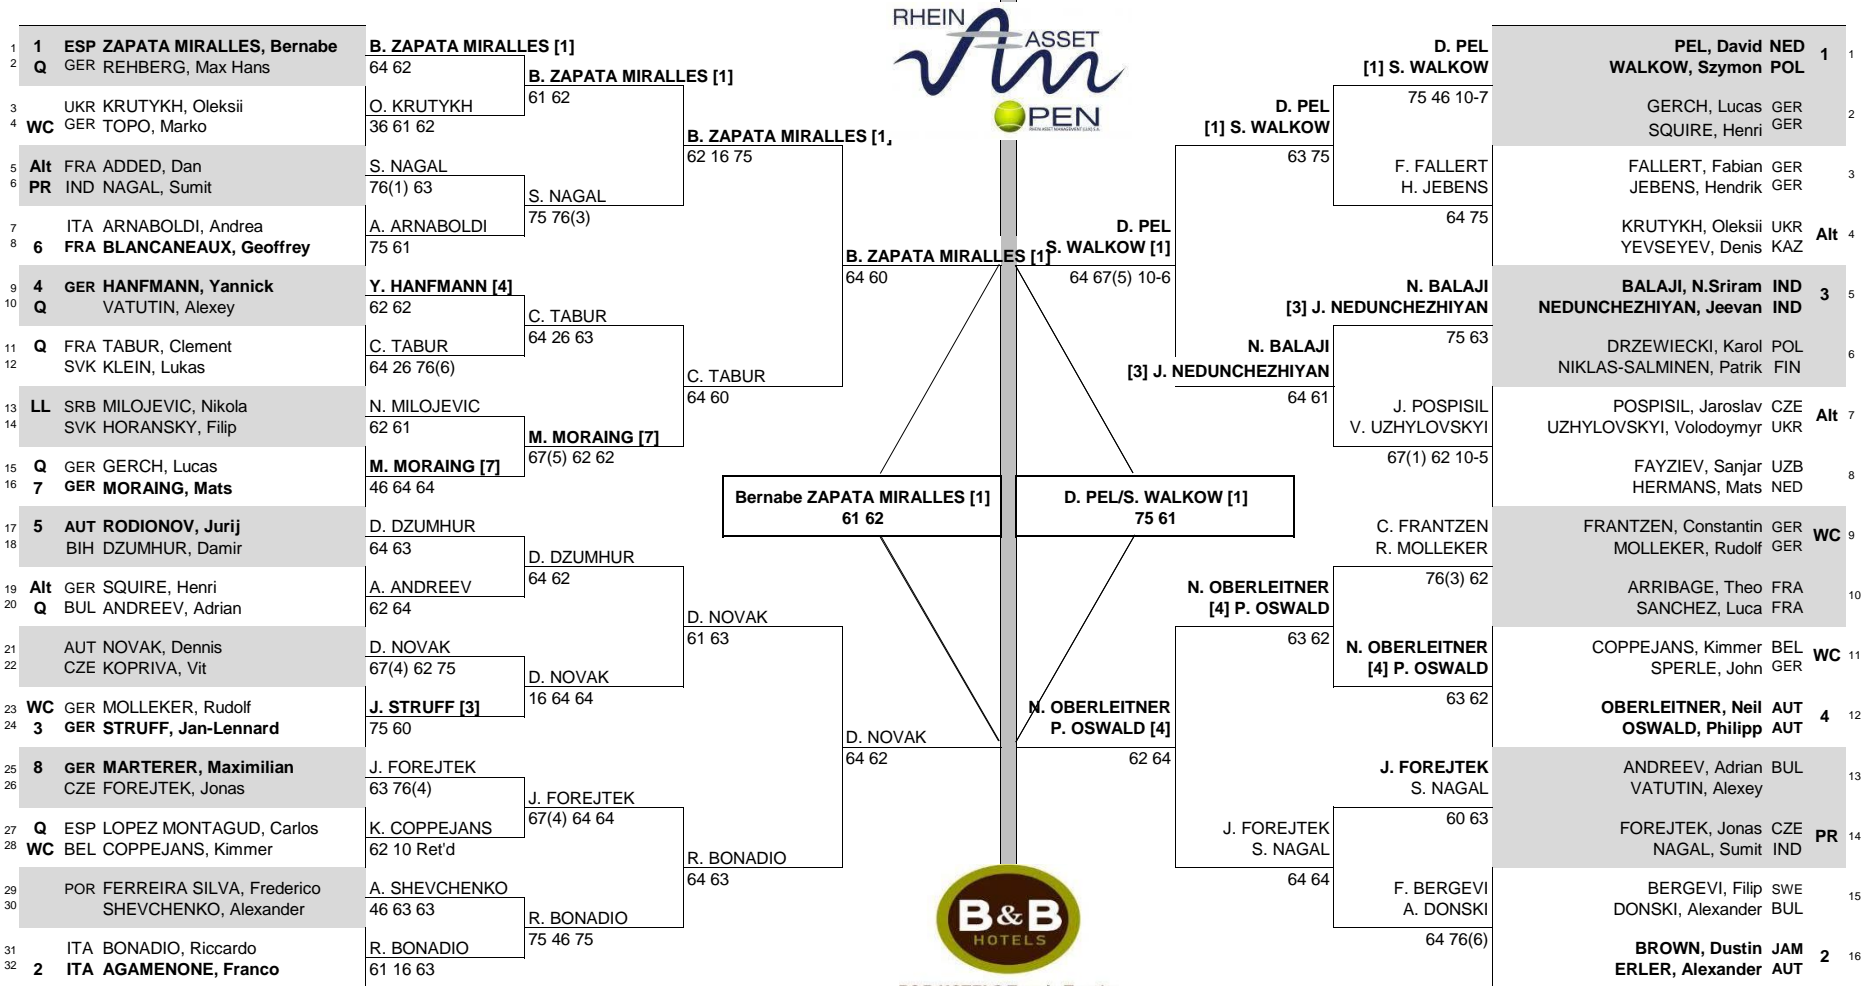 RHEIN
ASSET
OPEN
1 1 ESP ZAPATA MIRALLES, Bernabe
2 Q GER REHBERG, Max Hans
3 UKR KRUTYKH, Oleksii
4 WC GER TOPO, Marko
5 Alt FRA ADDED, Dan
6 PR IND NAGAL, Sumit
7 ITA ARNABOLDI, Andrea
8 6 FRA BLANCANEAUX, Geoffrey
9 4 GER HANFMANN, Yannick
10 Q VATUTIN, Alexey
11 Q FRA TABUR, Clement
12 SVK KLEIN, Lukas
13 LL SRB MILOJEVIC, Nikola
14 SVK HORANSKY, Filip
15 Q GER GERCH, Lucas
16 7 GER MORAING, Mats
17 5 AUT RODIONOV, Jurij
18 BIH DZUMHUR, Damir
19 Alt GER SQUIRE, Henri
20 Q BUL ANDREEV, Adrian
21 AUT NOVAK, Dennis
22 CZE KOPRIVA, Vit
23 WC GER MOLLEKER, Rudolf
24 3 GER STRUFF, Jan-Lennard
25 8 GER MARTERER, Maximilian
26 CZE FOREJTEK, Jonas
27 Q ESP LOPEZ MONTAGUD, Carlos
28 WC BEL COPPEJANS, Kimmer
29 POR FERREIRA SILVA, Frederico
30 SHEVCHENKO, Alexander
31 ITA BONADIO, Riccardo
32 2 ITA AGAMENONE, Franco
B. ZAPATA MIRALLES [1]
64 62
O. KRUTYKH
36 61 62
S. NAGAL
76(1) 63
A. ARNABOLDI
75 61
Y. HANFMANN [4]
62 62
C. TABUR
64 26 76(6)
N. MILOJEVIC
62 61
M. MORAING [7]
46 64 64
D. DZUMHUR
64 63
A. ANDREEV
62 64
D. NOVAK
67(4) 62 75
J. STRUFF [3]
75 60
J. FOREJTEK
63 76(4)
K. COPPEJANS
62 10 Ret'd
A. SHEVCHENKO
46 63 63
R. BONADIO
61 16 63
B. ZAPATA MIRALLES [1]
61 62
S. NAGAL
75 76(3)
C. TABUR
64 26 63
M. MORAING [7]
67(5) 62 62
D. DZUMHUR
64 62
D. NOVAK
16 64 64
J. FOREJTEK
67(4) 64 64
R. BONADIO
75 46 75
B. ZAPATA MIRALLES [1]
62 16 75
C. TABUR
64 60
D. NOVAK
61 63
R. BONADIO
64 63
B. ZAPATA MIRALLES [1]
64 60
D. NOVAK
64 62
Bernabe ZAPATA MIRALLES [1]
61 62
D. PEL/S. WALKOW [1]
75 61
D. PEL
S. WALKOW [1]
64 67(5) 10-6
N. OBERLEITNER
P. OSWALD [4]
62 64
D. PEL
[1] S. WALKOW
63 75
N. BALAJI
[3] J. NEDUNCHEZHIYAN
64 61
N. OBERLEITNER
[4] P. OSWALD
63 62
J. FOREJTEK
S. NAGAL
64 64
D. PEL
[1] S. WALKOW
75 46 10-7
F. FALLERT
H. JEBENS
64 75
N. BALAJI
[3] J. NEDUNCHEZHIYAN
75 63
J. POSPISIL
V. UZHYLOVSKYI
67(1) 62 10-5
C. FRANTZEN
R. MOLLEKER
76(3) 62
N. OBERLEITNER
[4] P. OSWALD
63 62
J. FOREJTEK
S. NAGAL
60 63
F. BERGEVI
A. DONSKI
64 76(6)
PEL, David NED 1 1
WALKOW, Szymon POL
GERCH, Lucas GER 2
SQUIRE, Henri GER
FALLERT, Fabian GER 3
JEBENS, Hendrik GER
KRUTYKH, Oleksii UKR Alt 4
YEVSEYEV, Denis KAZ
BALAJI, N.Sriram IND 3 5
NEDUNCHEZHIYAN, Jeevan IND
DRZEWIECKI, Karol POL 6
NIKLAS-SALMINEN, Patrik FIN
POSPISIL, Jaroslav CZE Alt 7
UZHYLOVSKYI, Volodoymyr UKR
FAYZIEV, Sanjar UZB 8
HERMANS, Mats NED
FRANTZEN, Constantin GER WC 9
MOLLEKER, Rudolf GER
ARRIBAGE, Theo FRA 10
SANCHEZ, Luca FRA
COPPEJANS, Kimmer BEL WC 11
SPERLE, John GER
OBERLEITNER, Neil AUT 4 12
OSWALD, Philipp AUT
ANDREEV, Adrian BUL 13
VATUTIN, Alexey
FOREJTEK, Jonas CZE PR 14
NAGAL, Sumit IND
BERGEVI, Filip SWE 15
DONSKI, Alexander BUL
BROWN, Dustin JAM 2 16
ERLER, Alexander AUT
B&B
HOTELS